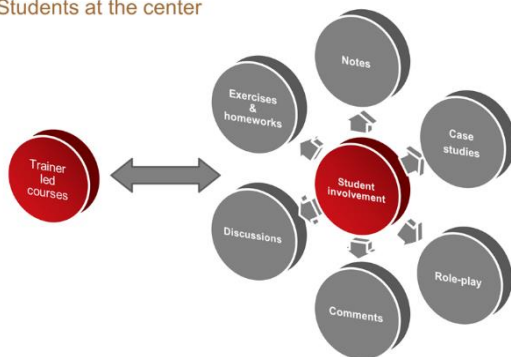 Students at the center
Notes
Exercises
&
homeworks
Case
studies
Trainer
led
courses
Student
involvement
Discussions
Role-play
Comments